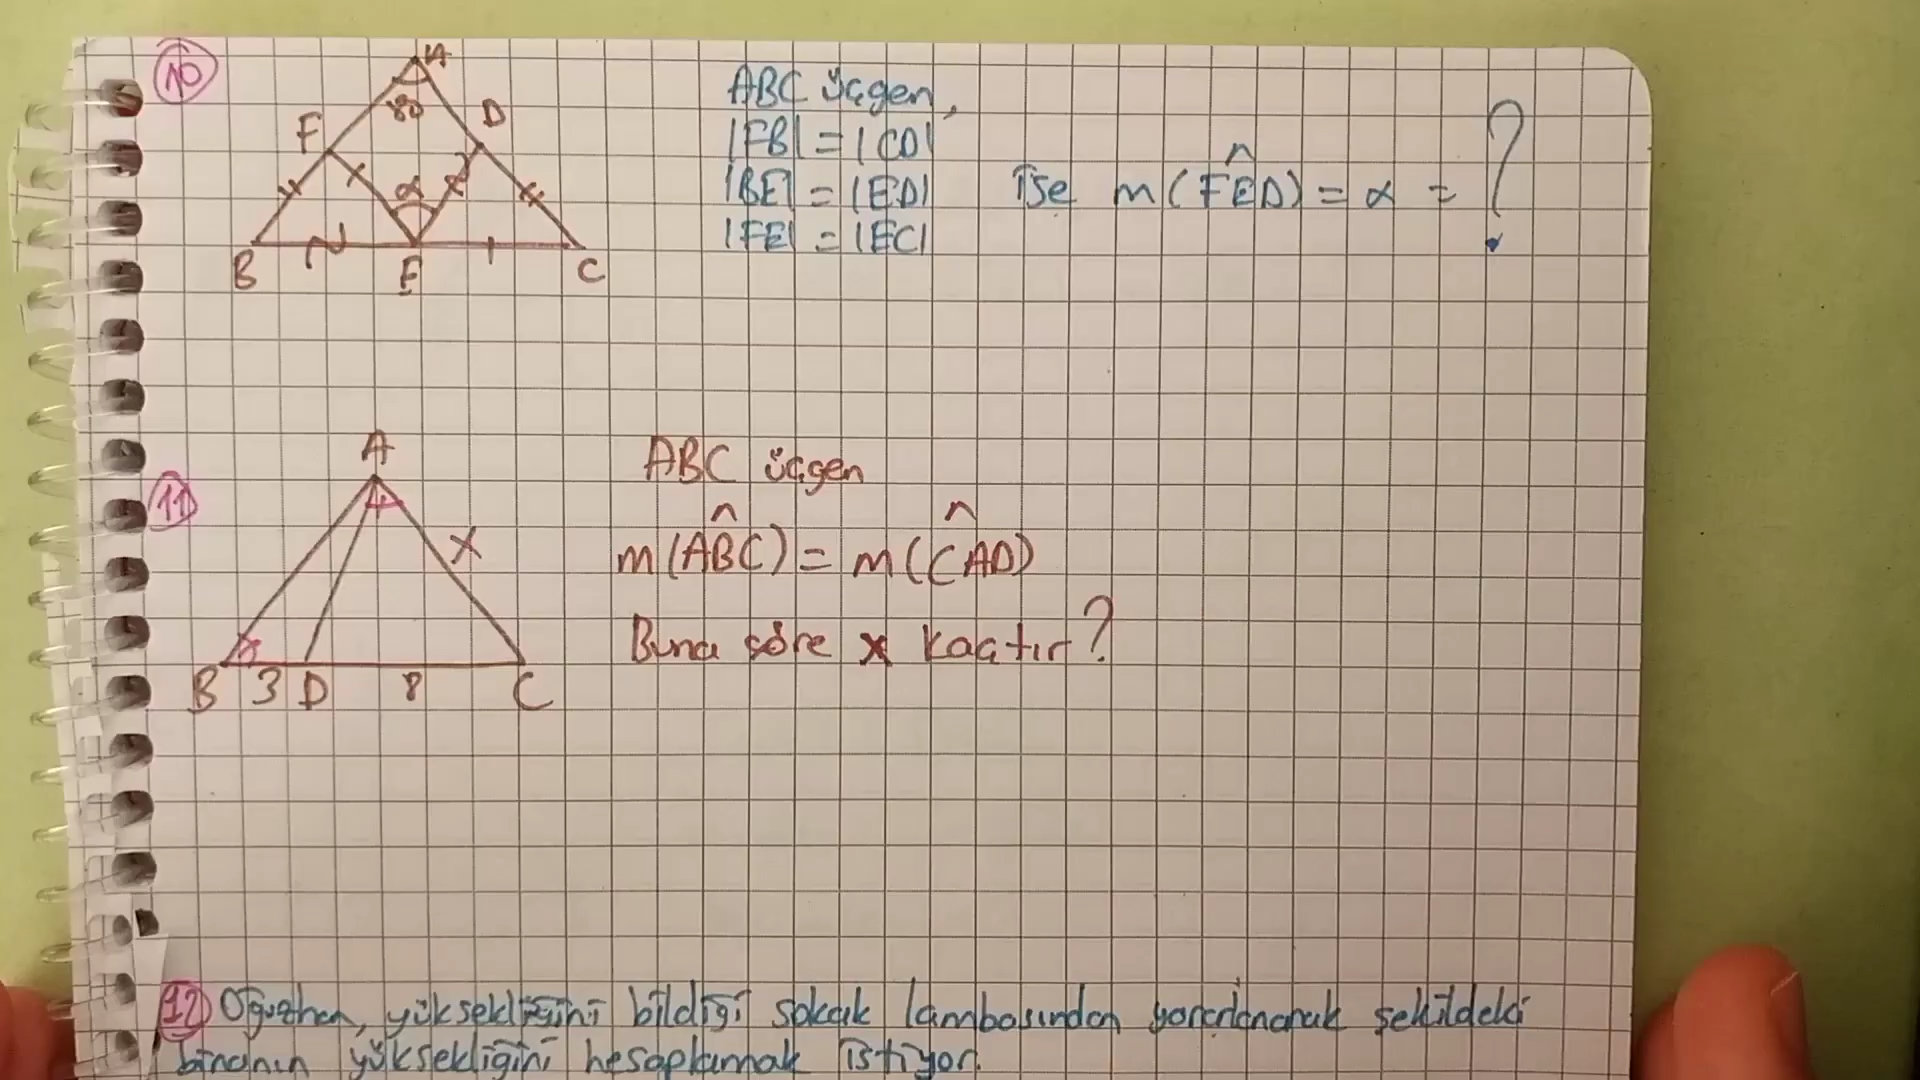 10
A
80
F
D
α
B
E
C
ABC üçgen,
|FB| = |CD|
|BE| = |ED|
|FE| = |EC|
ise m(FED) = α = ?
11
A
x
B 3 D 8 C
ABC üçgen
m(ABC) = m(CAD)
Buna göre x kaçtır?
12 Oğuzhan, yüksekliğini bildiği sokak lambasından yararlanarak şekildeki
binanın yüksekliğini hesaplamak istiyor.